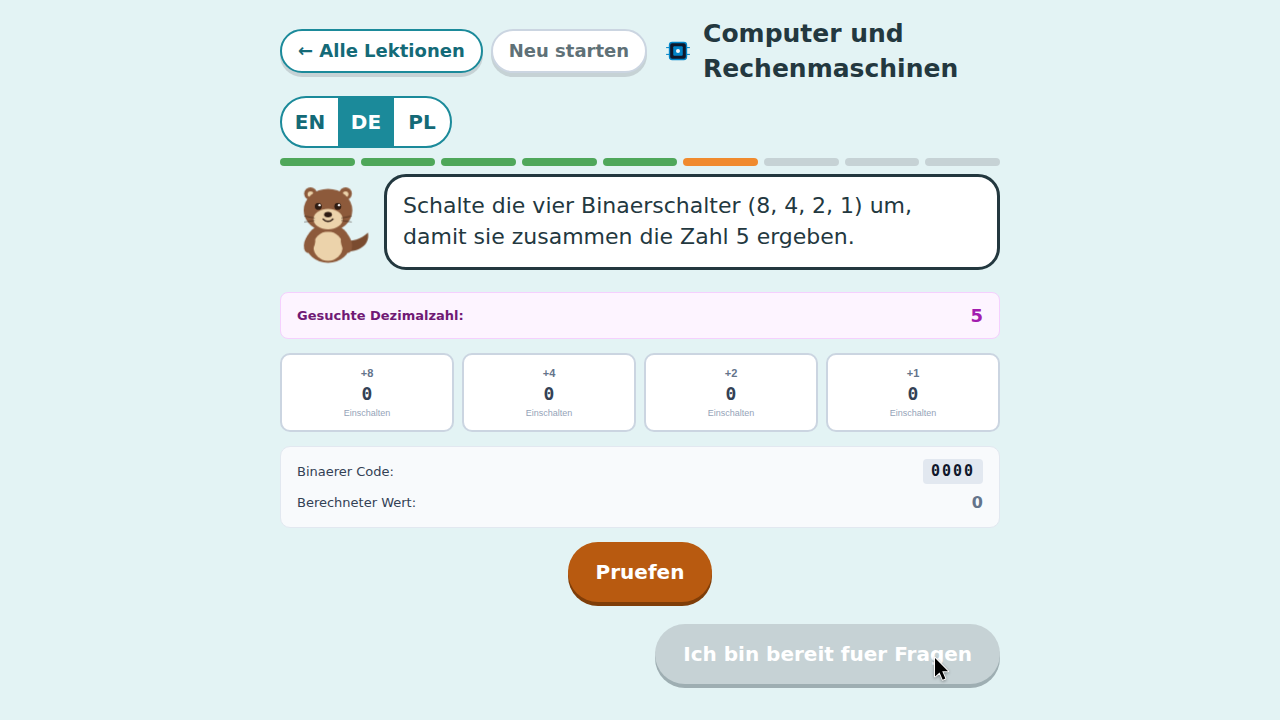 ← Alle Lektionen
Neu starten
Computer und
Rechenmaschinen
EN DE PL
Schalte die vier Binaerschalter (8, 4, 2, 1) um,
damit sie zusammen die Zahl 5 ergeben.
Gesuchte Dezimalzahl: 5
+8 +4 +2 +1
0 0 0 0
Einschalten Einschalten Einschalten Einschalten
Binaerer Code: 0000
Berechneter Wert: 0
Pruefen
Ich bin bereit fuer Fragen